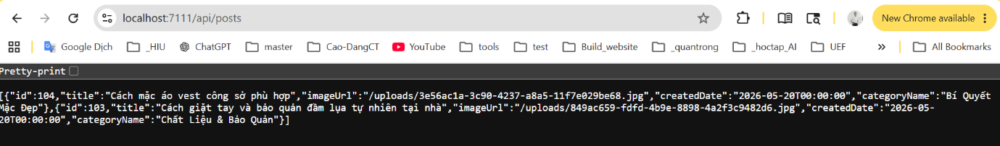 localhost:7111/api/posts
New Chrome available
Google Dịch
_HIU
ChatGPT
master
Cao-DangCT
YouTube
tools
test
Build_website
_quantrong
_hoctap_AI
UEF
»
All Bookmarks
Pretty-print
[{"id":104,"title":"Cách mặc áo vest công sở phù hợp","imageUrl":"/uploads/3e56ac1a-3c90-4237-a8a5-11f7e029be68.jpg","createdDate":"2026-05-20T00:00:00","categoryName":"Bí Quyết
Mặc Đẹp"},{"id":103,"title":"Cách giặt tay và bảo quản đầm lụa tự nhiên tại nhà","imageUrl":"/uploads/849ac659-fdfd-4b9e-8898-4a2f3c9482d6.jpg","createdDate":"2026-05-
20T00:00:00","categoryName":"Chất Liệu & Bảo Quản"}]